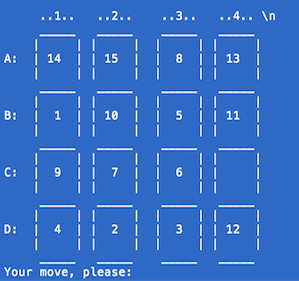 ..1.. ..2.. ..3.. ..4.. \n
A: | 14 | | 15 | | 8 | | 13 |
B: | 1 | | 10 | | 5 | | 11 |
C: | 9 | | 7 | | 6 | | |
D: | 4 | | 2 | | 3 | | 12 |
Your move, please: